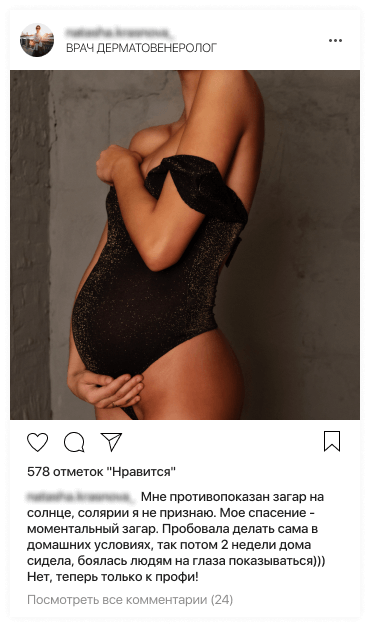 ВРАЧ ДЕРМАТОВЕНЕРОЛОГ
578 отметок "Нравится"
Мне противопоказан загар на
солнце, солярии я не признаю. Мое спасение -
моментальный загар. Пробовала делать сама в
домашних условиях, так потом 2 недели дома
сидела, боялась людям на глаза показываться)))
Нет, теперь только к профи!
Посмотреть все комментарии (24)